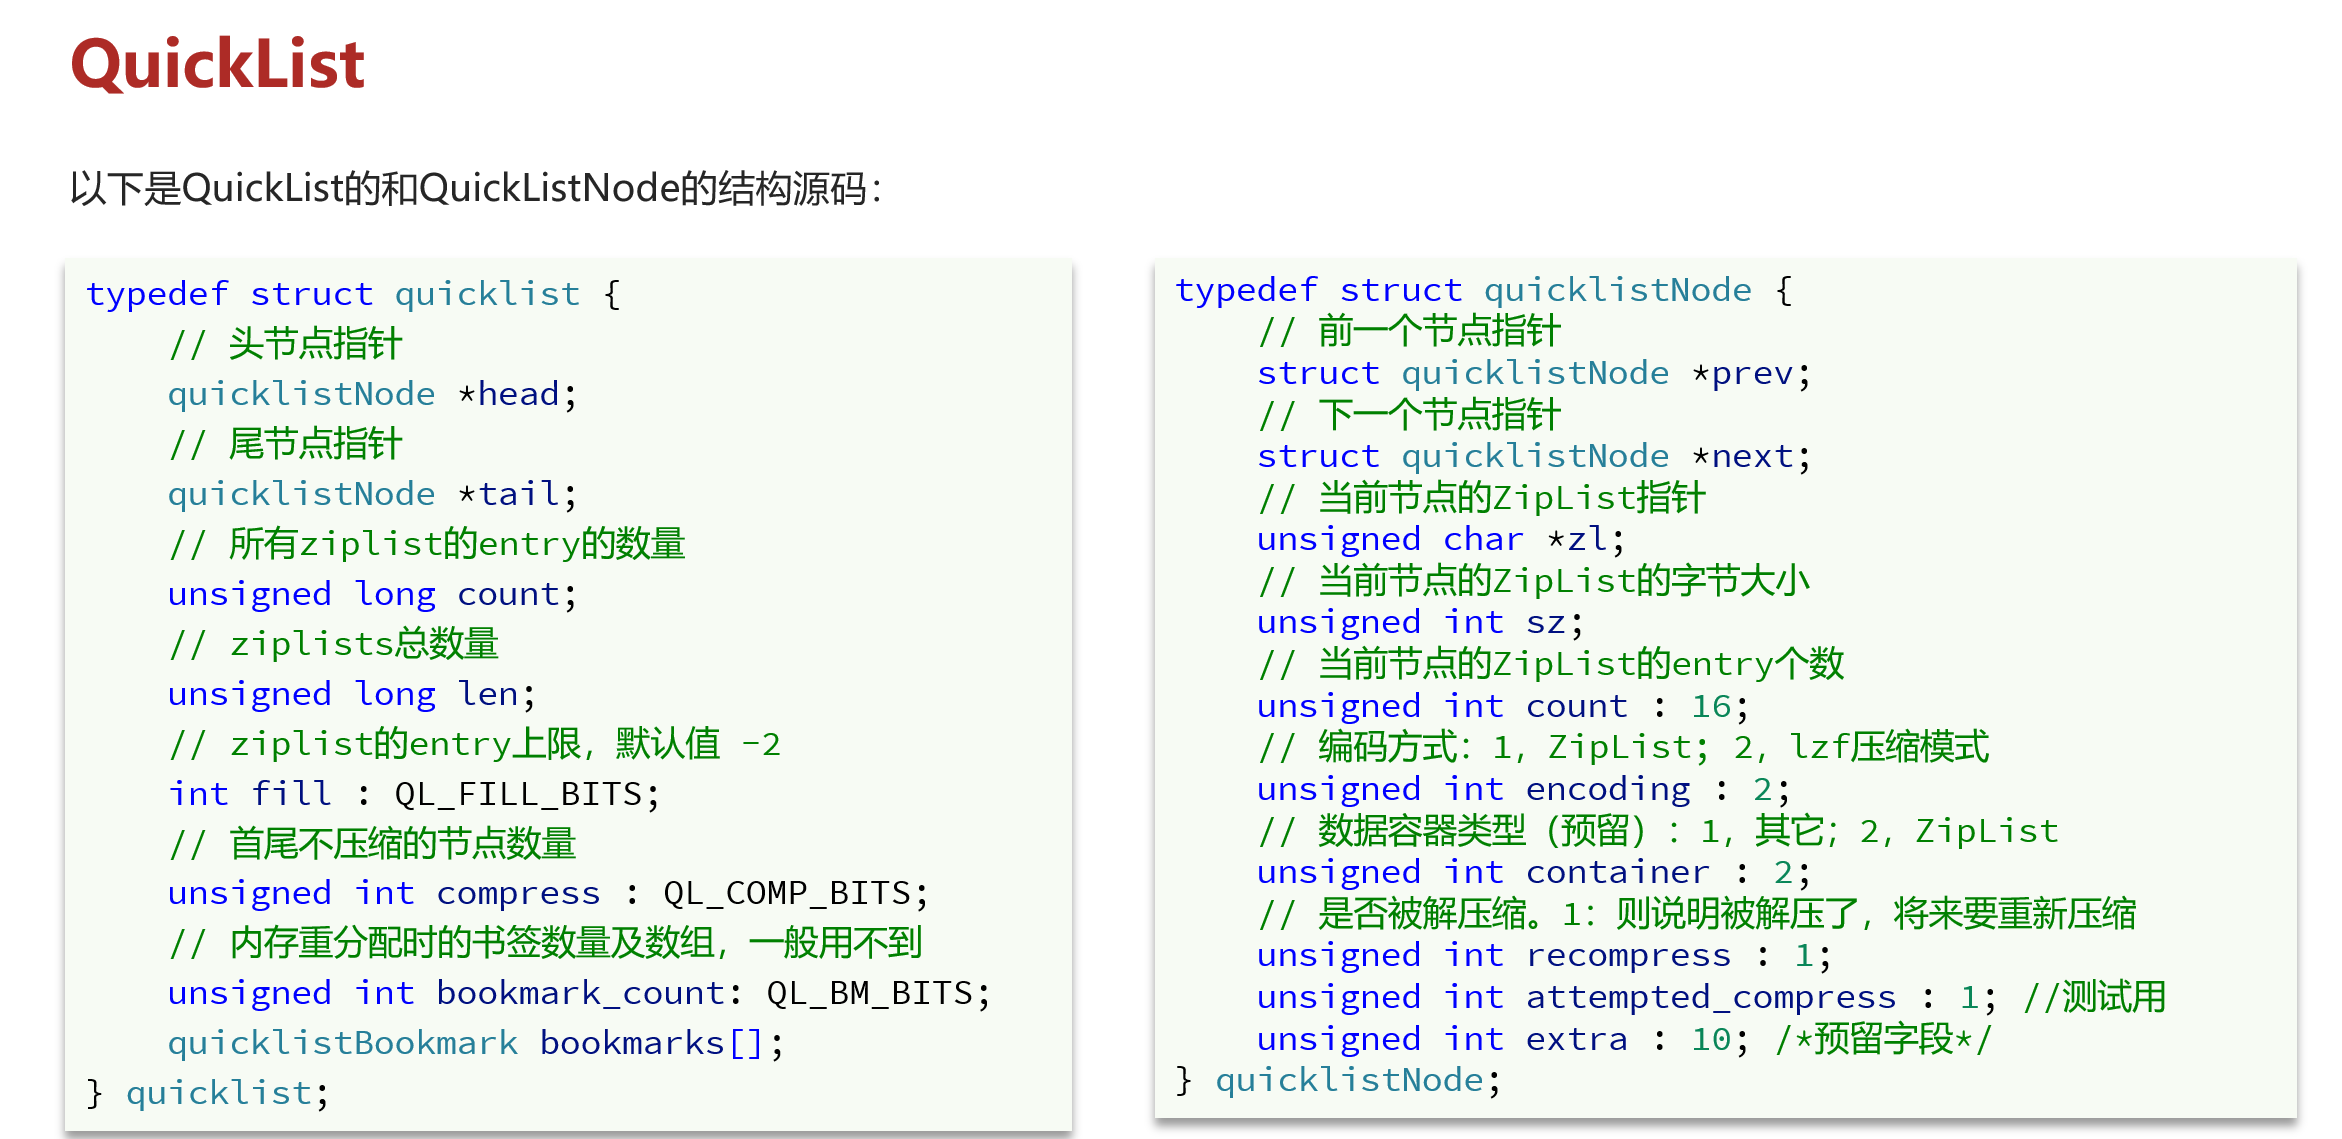 QuickList
以下是QuickList的和QuickListNode的结构源码：
typedef struct quicklist {
    // 头节点指针
    quicklistNode *head;
    // 尾节点指针
    quicklistNode *tail;
    // 所有ziplist的entry的数量
    unsigned long count;
    // ziplists总数量
    unsigned long len;
    // ziplist的entry上限，默认值 -2
    int fill : QL_FILL_BITS;
    // 首尾不压缩的节点数量
    unsigned int compress : QL_COMP_BITS;
    // 内存重分配时的书签数量及数组，一般用不到
    unsigned int bookmark_count: QL_BM_BITS;
    quicklistBookmark bookmarks[];
} quicklist;
typedef struct quicklistNode {
    // 前一个节点指针
    struct quicklistNode *prev;
    // 下一个节点指针
    struct quicklistNode *next;
    // 当前节点的ZipList指针
    unsigned char *zl;
    // 当前节点的ZipList的字节大小
    unsigned int sz;
    // 当前节点的ZipList的entry个数
    unsigned int count : 16;
    // 编码方式：1，ZipList；2，lzf压缩模式
    unsigned int encoding : 2;
    // 数据容器类型（预留）：1，其它；2，ZipList
    unsigned int container : 2;
    // 是否被解压缩。1：则说明被解压了，将来要重新压缩
    unsigned int recompress : 1;
    unsigned int attempted_compress : 1; //测试用
    unsigned int extra : 10; /*预留字段*/
} quicklistNode;